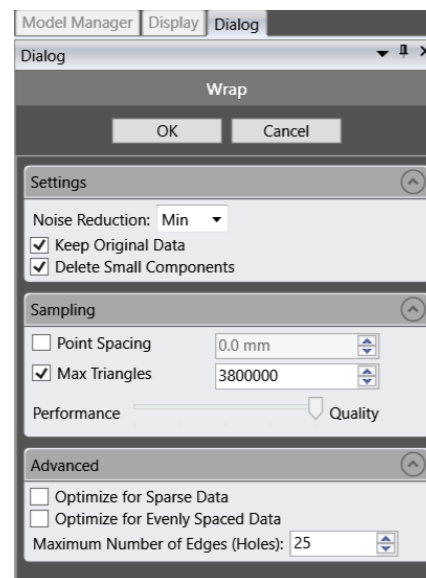 Model Manager Display Dialog
Dialog
Wrap
OK Cancel
Settings
Noise Reduction: Min
Keep Original Data
Delete Small Components
Sampling
Point Spacing 0.0 mm
Max Triangles 3800000
Performance Quality
Advanced
Optimize for Sparse Data
Optimize for Evenly Spaced Data
Maximum Number of Edges (Holes): 25